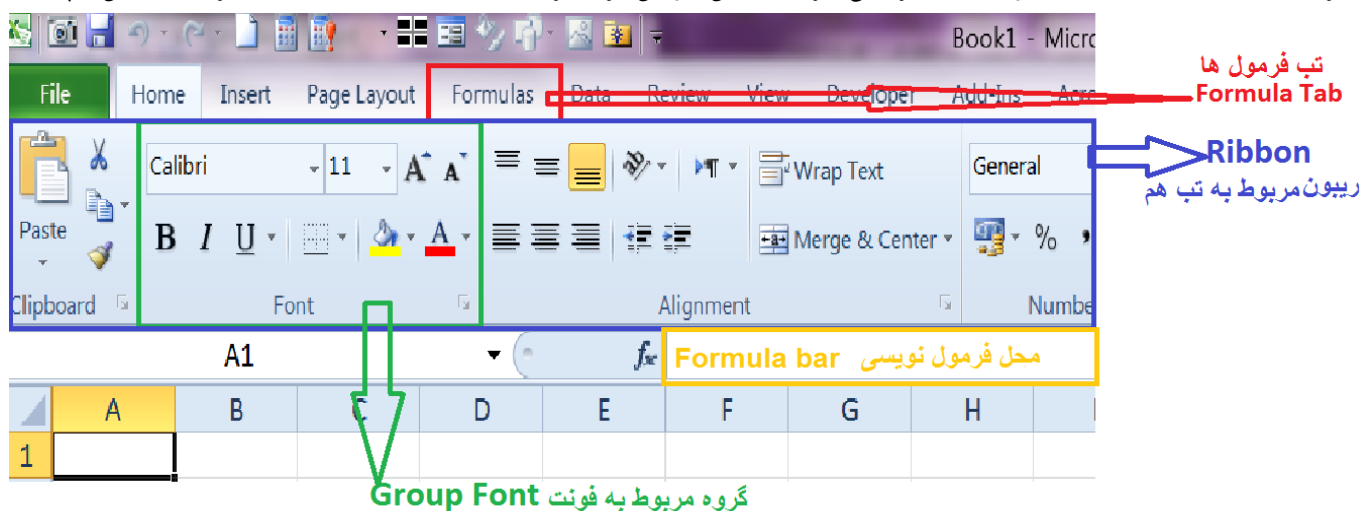 Book1 - Micro
تب فرمول ها
Formula Tab
File Home Insert Page Layout Formulas Data Review View Developer Add-Ins Acro
Ribbon
ریبون مربوط به تب هم
Calibri 11 A A Wrap Text General
Paste B I U A Merge & Center % ,
Clipboard Font Alignment Numbe
A1 fx Formula bar محل فرمول نویسی
A B C D E F G H
1
Group Font گروه مربوط به فونت